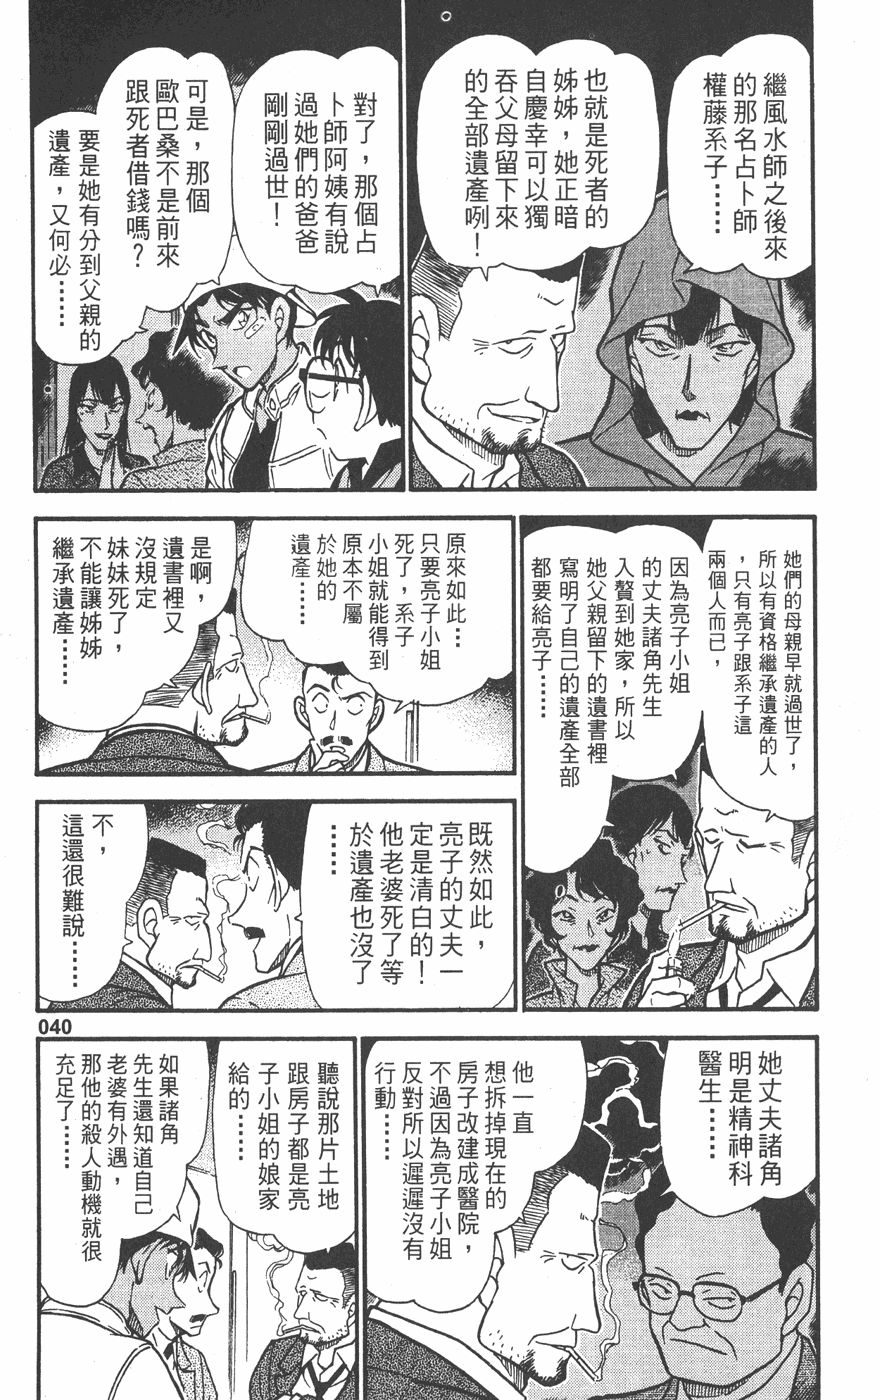 繼風水師之後來
的那名占卜師
權藤系子……
也就是死者的
姊姊，她正暗
自慶幸可以獨
吞父母留下來
的全部遺產咧！
對了，那個占
卜師阿姨有說
過她們的爸爸
剛剛過世！
可是，那個
歐巴桑不是前來
跟死者借錢嗎？
要是她有分到父親的
遺產，又何必……
她們的母親早就過世了，
所以有資格繼承遺產的人
，只有亮子跟系子這
兩個人而已，
因為亮子小姐
的丈夫諸角先生
入贅到她家，所以
她父親留下的遺書裡
寫明了自己的遺產全部
都要給亮子……
原來如此…
只要亮子小姐
死了，系子
小姐就能得到
原本不屬
於她的
遺產……
是啊，
遺書裡又
沒規定
妹妹死了，
不能讓姊姊
繼承遺產……
既然如此，
亮子的丈夫一
定是清白的！
他老婆死了等
於遺產也沒了
……
不，
這還很難說……
040
她丈夫諸角
明是精神科
醫生……
他一直
想拆掉現在的
房子改建成醫院，
不過因為亮子小姐
反對所以遲遲沒有
行動……
聽說那片土地
跟房子都是亮
子小姐的娘家
給的……
如果諸角
先生還知道自己
老婆有外遇，
那他的殺人動機就很
充足了……